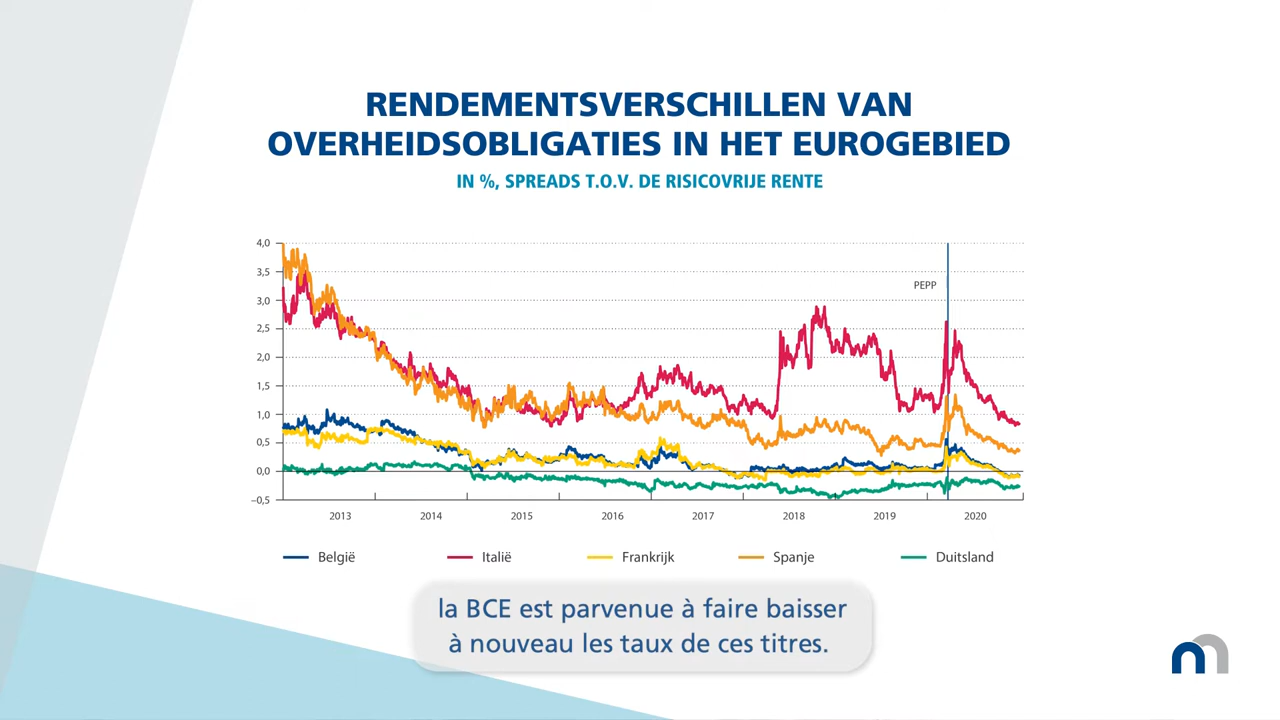 RENDEMENTSVERSCHILLEN VAN
OVERHEIDSOBLIGATIES IN HET EUROGEBIED
IN %, SPREADS T.O.V. DE RISICOVRIJE RENTE
4,0
3,5
3,0
2,5
2,0
1,5
1,0
0,5
0,0
–0,5
PEPP
2013 2014 2015 2016 2017 2018 2019 2020
België Italië Frankrijk Spanje Duitsland
la BCE est parvenue à faire baisser
à nouveau les taux de ces titres.